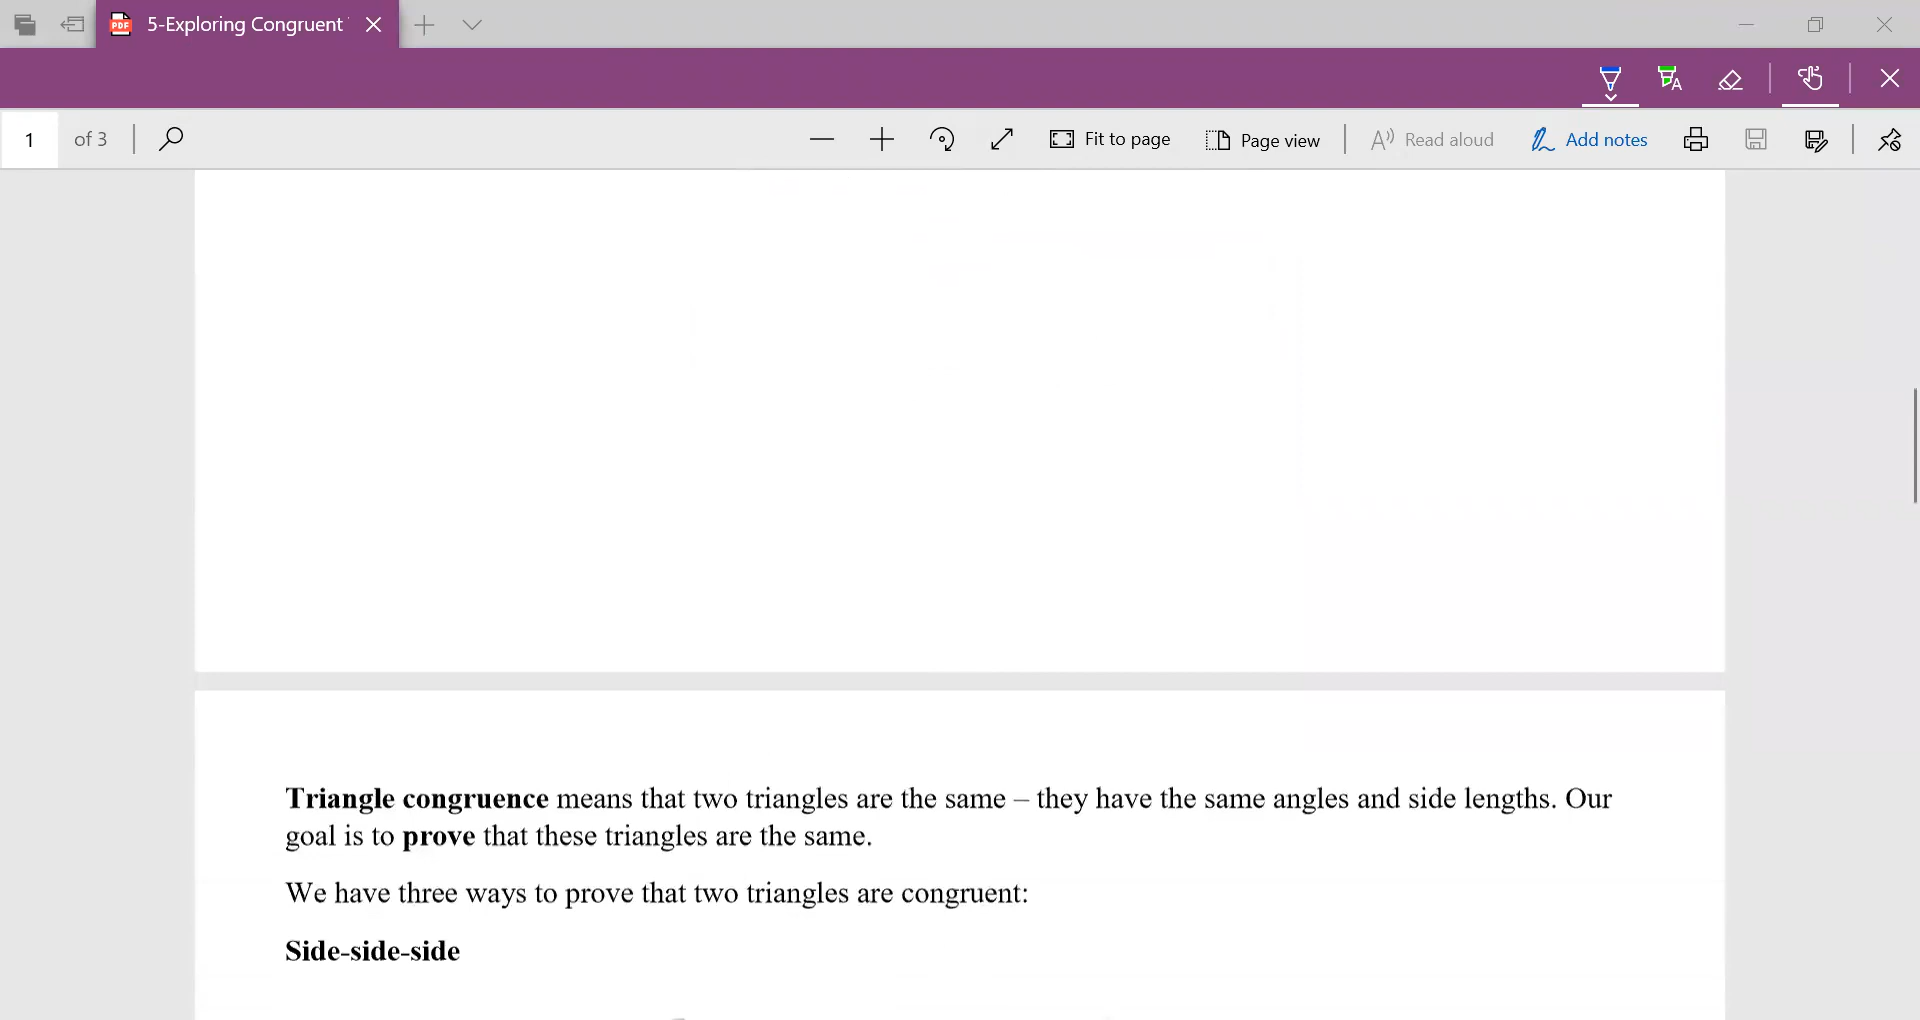 5-Exploring Congruent
1 of 3
Fit to page
Page view
Read aloud
Add notes
Triangle congruence means that two triangles are the same – they have the same angles and side lengths. Our
goal is to prove that these triangles are the same.
We have three ways to prove that two triangles are congruent:
Side-side-side